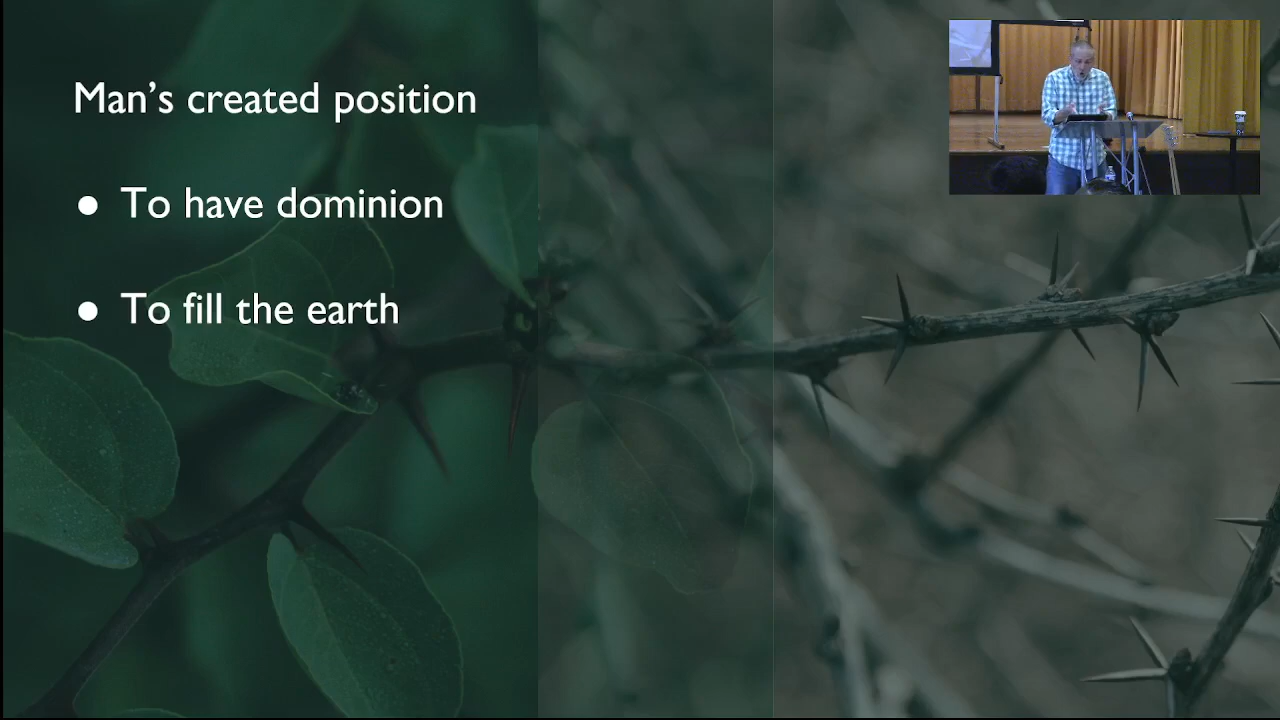 Man's created position
● To have dominion
● To fill the earth